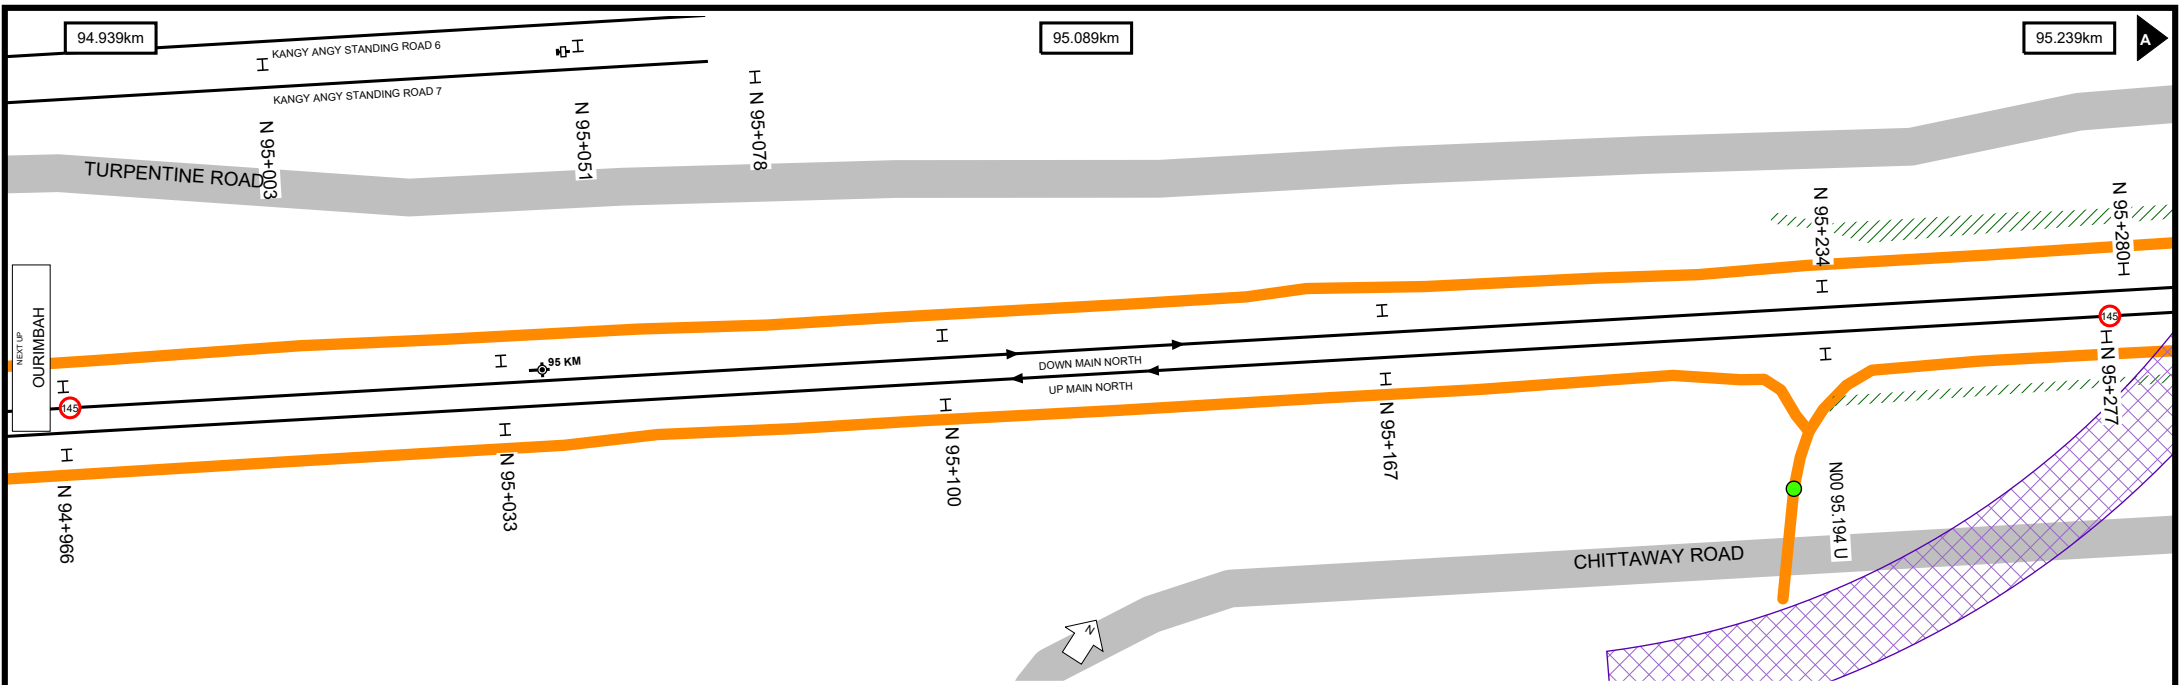 94.939km
95.089km
95.239km
A
KANGY ANGY STANDING ROAD 6
KANGY ANGY STANDING ROAD 7
N 95+003
N 95+051
N 95+078
TURPENTINE ROAD
N 95+234
N 95+280
NEXT UP
OURIMBAH
145
95 KM
DOWN MAIN NORTH
UP MAIN NORTH
145
N 95+277
N 94+966
N 95+033
N 95+100
N 95+167
N00 95.194 U
CHITTAWAY ROAD
N